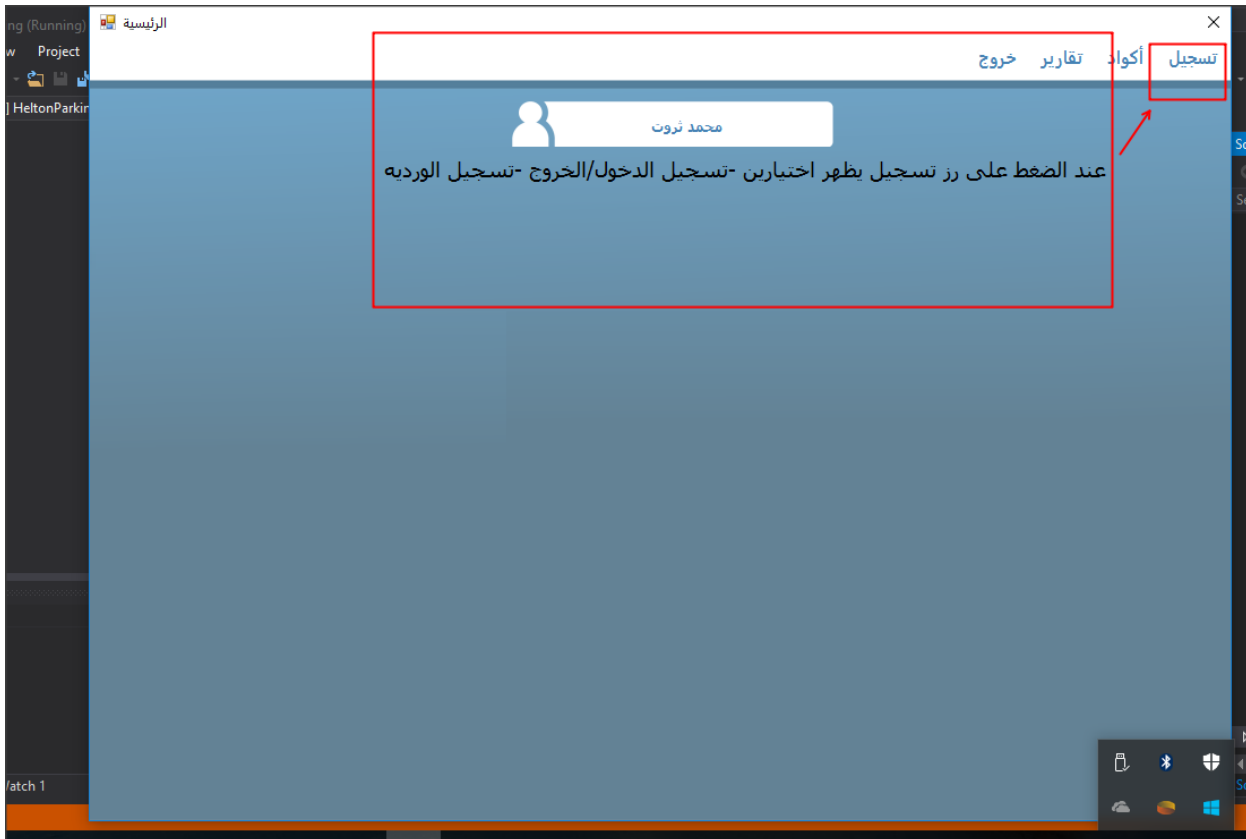 ng (Running)
الرئيسية
w Project
تسجيل أكواد تقارير خروج
] HeltonParkin
محمد ثروت
عند الضغط على رز تسجيل يظهر اختيارين -تسجيل الدخول/الخروج -تسجيل الورديه
Vatch 1